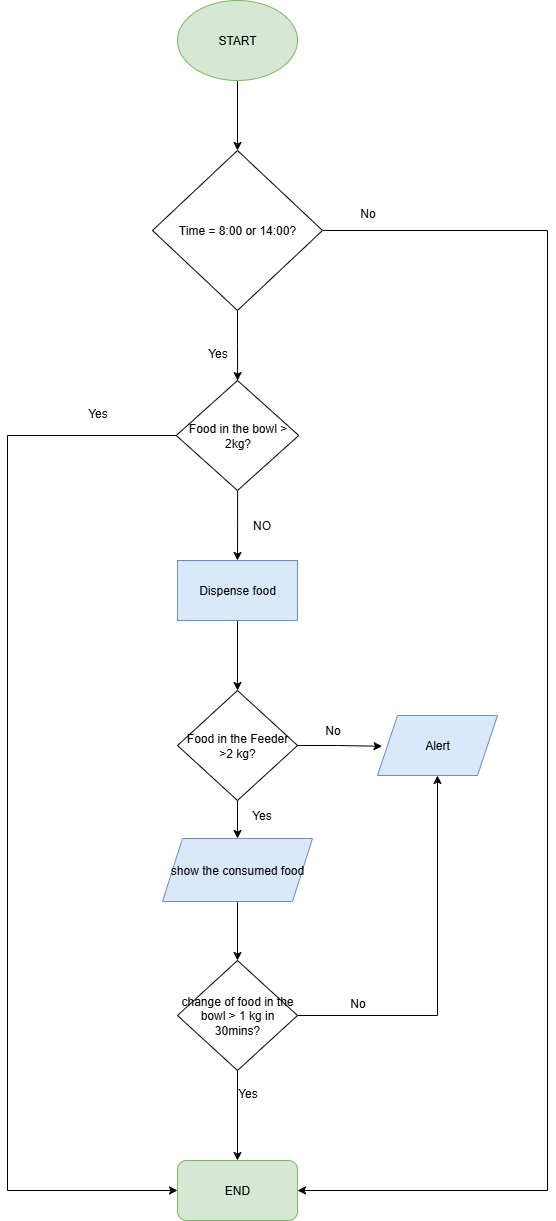 START
Time = 8:00 or 14:00?
No
Yes
Yes
Food in the bowl >
2kg?
NO
Dispense food
Food in the Feeder
>2 kg?
No
Alert
Yes
show the consumed food
change of food in the
bowl > 1 kg in
30mins?
No
Yes
END